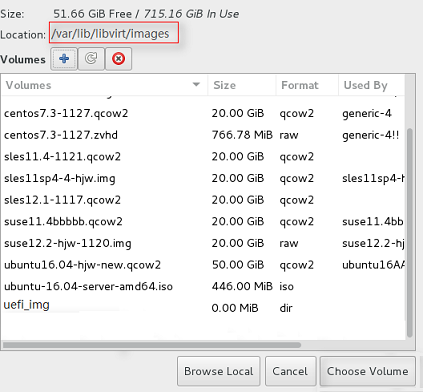 Size: 51.66 GiB Free / 715.16 GiB In Use
Location: /var/lib/libvirt/images
Volumes
Volumes Size Format Used By
centos7.3-1127.qcow2 20.00 GiB qcow2 generic-4
centos7.3-1127.zvhd 766.78 MiB raw generic-4!!
sles11.4-1121.qcow2 20.00 GiB qcow2
sles11sp4-4-hjw.img 20.00 GiB qcow2 sles11sp4-h
sles12.1-1117.qcow2 20.00 GiB qcow2
suse11.4bbbbb.qcow2 20.00 GiB qcow2 suse11.4bb
suse12.2-hjw-1120.img 20.00 GiB raw suse12.2-hj
ubuntu16.04-hjw-new.qcow2 50.00 GiB qcow2 ubuntu16AA
ubuntu-16.04-server-amd64.iso 446.00 MiB iso
uefi_img 0.00 MiB dir
Browse Local Cancel Choose Volume